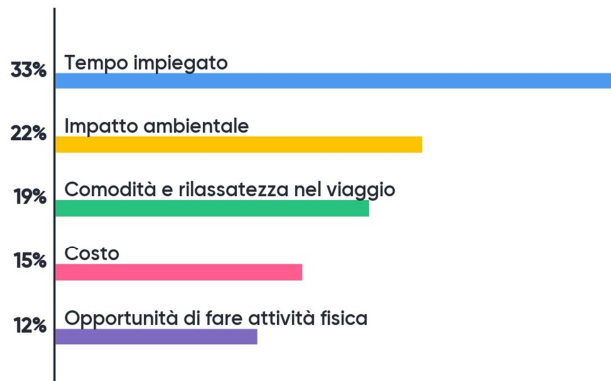 33% Tempo impiegato
22% Impatto ambientale
19% Comodità e rilassatezza nel viaggio
15% Costo
12% Opportunità di fare attività fisica